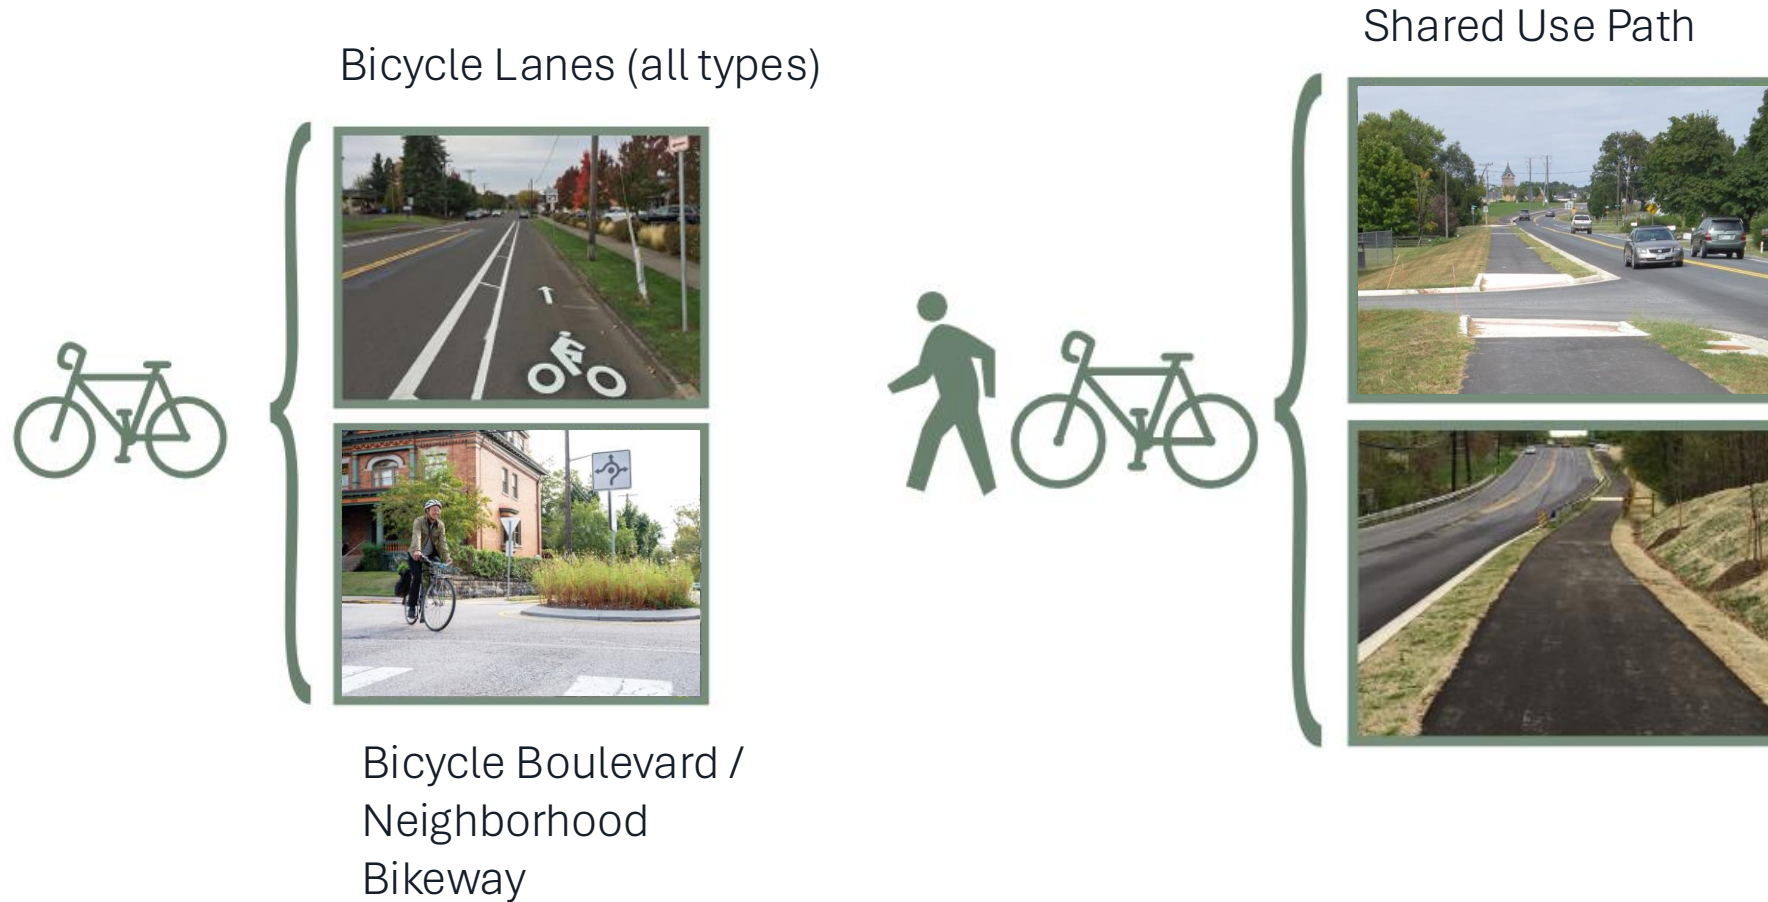 Bicycle Lanes (all types)
Bicycle Boulevard /
Neighborhood
Bikeway
Shared Use Path